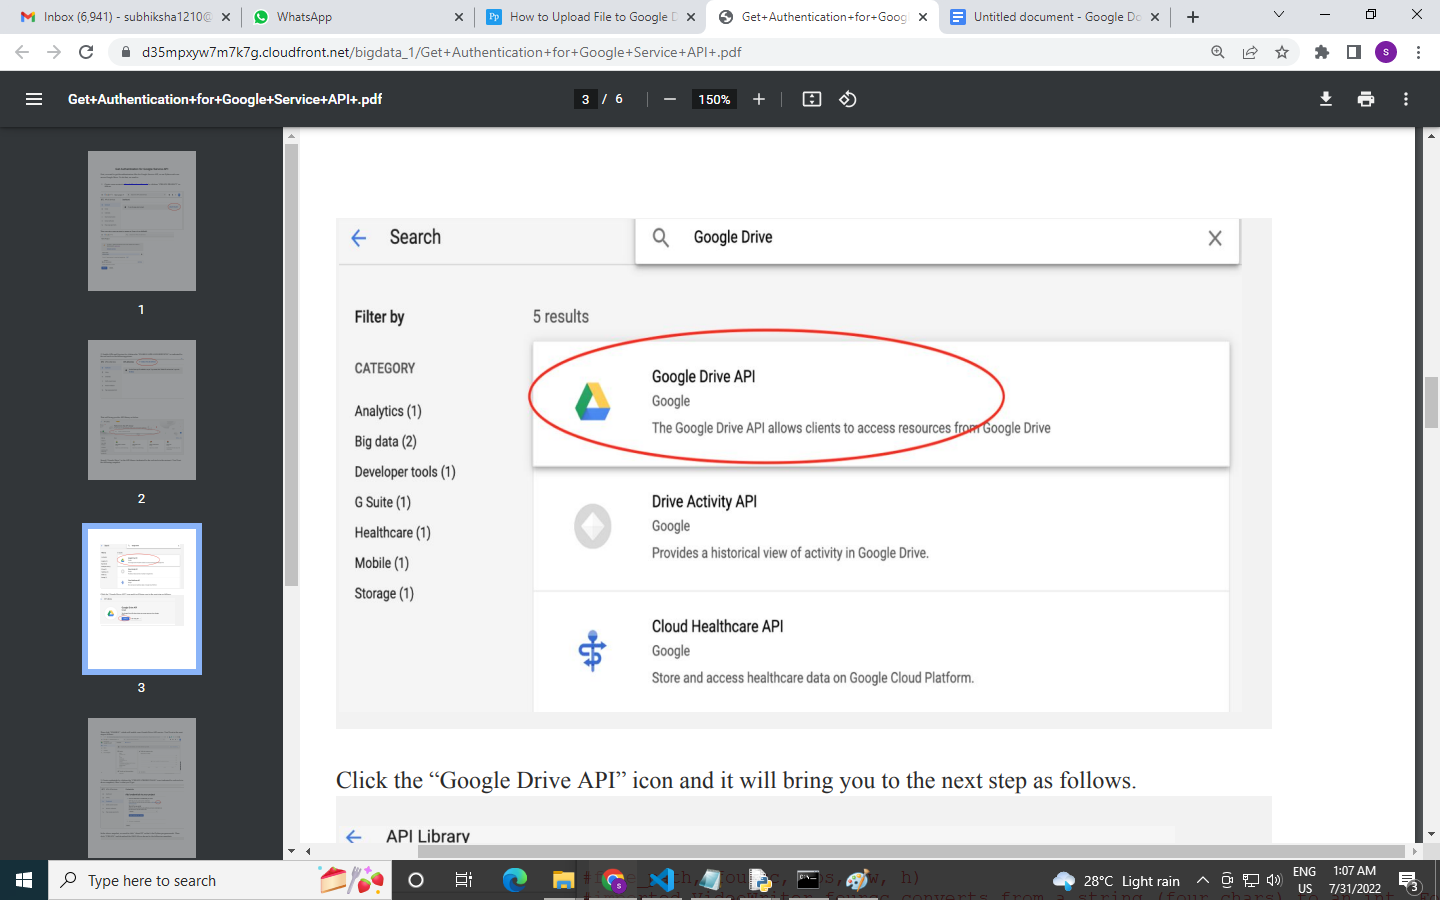 Inbox (6,941) - subhiksha1210@
WhatsApp
How to Upload File to Google D
Get+Authentication+for+Goog
Untitled document - Google Do
d35mpxyw7m7k7g.cloudfront.net/bigdata_1/Get+Authentication+for+Google+Service+API+.pdf
S
Get+Authentication+for+Google+Service+API+.pdf
3 / 6
150%
1
2
3
Search
Google Drive
Filter by
5 results
CATEGORY
Analytics (1)
Big data (2)
Developer tools (1)
G Suite (1)
Healthcare (1)
Mobile (1)
Storage (1)
Google Drive API
Google
The Google Drive API allows clients to access resources from Google Drive
Drive Activity API
Google
Provides a historical view of activity in Google Drive.
Cloud Healthcare API
Google
Store and access healthcare data on Google Cloud Platform.
Click the “Google Drive API” icon and it will bring you to the next step as follows.
API Library
Type here to search
28°C Light rain
ENG
US
1:07 AM
7/31/2022
3